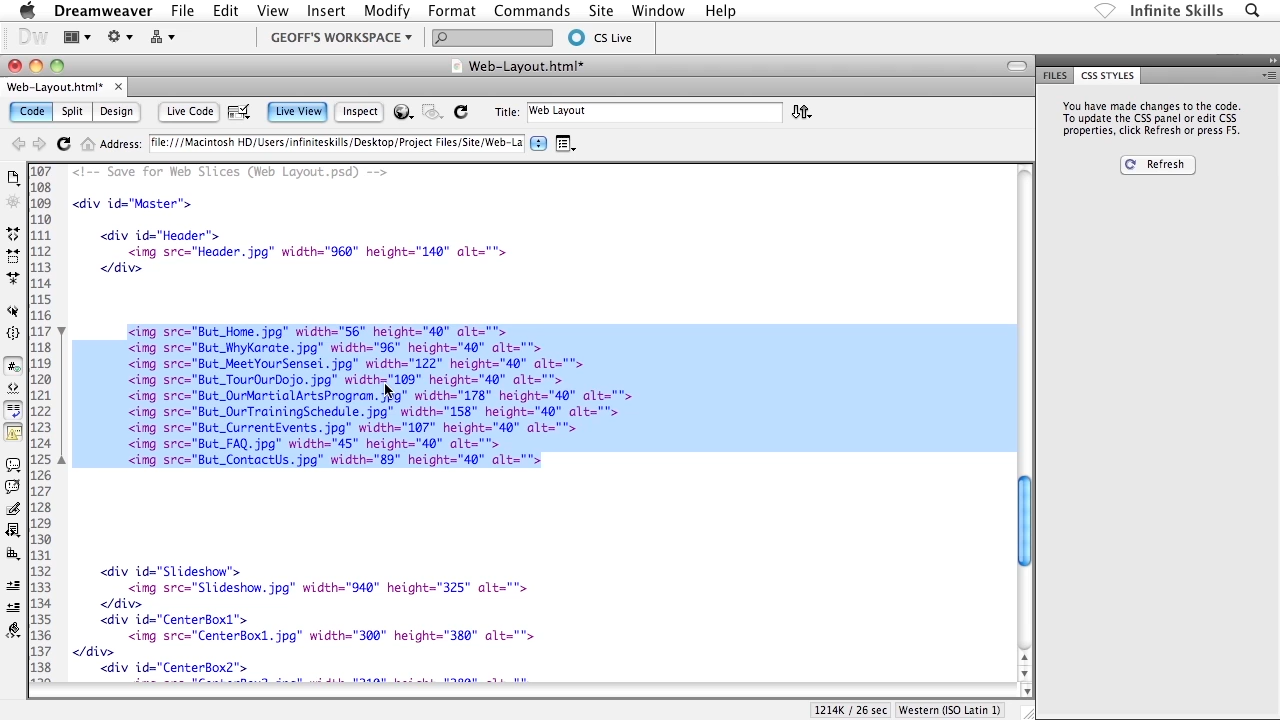 Dreamweaver File Edit View Insert Modify Format Commands Site Window Help Infinite Skills
Dw GEOFF'S WORKSPACE CS Live
Web-Layout.html*
Web-Layout.html*
Code Split Design Live Code Live View Inspect Title: Web Layout
Address: file:///Macintosh HD/Users/infiniteskills/Desktop/Project Files/Site/Web-La
107 <!-- Save for Web Slices (Web Layout.psd) -->
108
109 <div id="Master">
110
111 <div id="Header">
112 <img src="Header.jpg" width="960" height="140" alt="">
113 </div>
114
115
116
117 <img src="But_Home.jpg" width="56" height="40" alt="">
118 <img src="But_WhyKarate.jpg" width="96" height="40" alt="">
119 <img src="But_MeetYourSensei.jpg" width="122" height="40" alt="">
120 <img src="But_TourOurDojo.jpg" width="109" height="40" alt="">
121 <img src="But_OurMartialArtsProgram.jpg" width="178" height="40" alt="">
122 <img src="But_OurTrainingSchedule.jpg" width="158" height="40" alt="">
123 <img src="But_CurrentEvents.jpg" width="107" height="40" alt="">
124 <img src="But_FAQ.jpg" width="45" height="40" alt="">
125 <img src="But_ContactUs.jpg" width="89" height="40" alt="">
126
127
128
129
130
131
132 <div id="Slideshow">
133 <img src="Slideshow.jpg" width="940" height="325" alt="">
134 </div>
135 <div id="CenterBox1">
136 <img src="CenterBox1.jpg" width="300" height="380" alt="">
137 </div>
138 <div id="CenterBox2">
1214K / 26 sec Western (ISO Latin 1)
FILES CSS STYLES
You have made changes to the code.
To update the CSS panel or edit CSS
properties, click Refresh or press F5.
Refresh